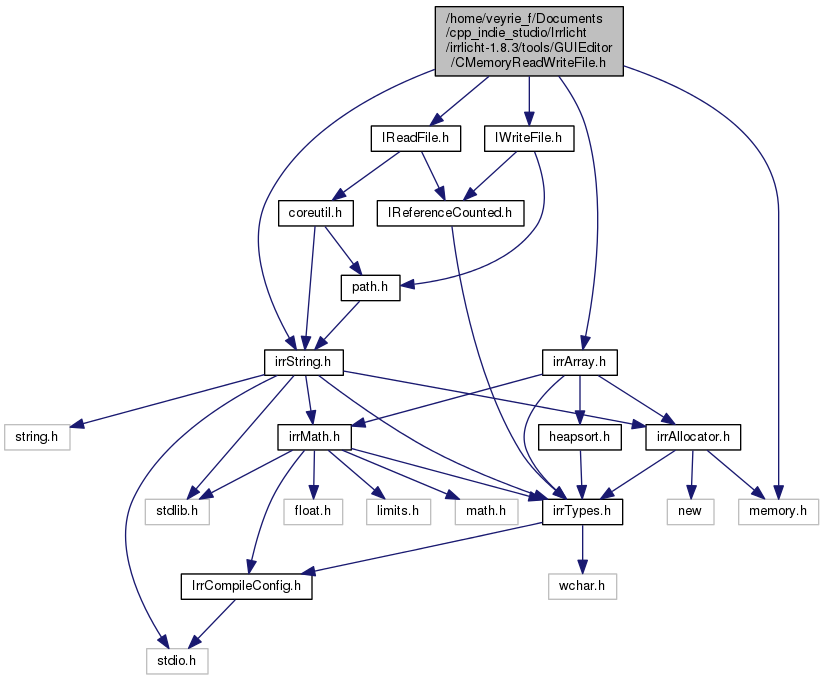 /home/veyrie_f/Documents
/cpp_indie_studio/Irrlicht
/irrlicht-1.8.3/tools/GUIEditor
/CMemoryReadWriteFile.h
IReadFile.h
IWriteFile.h
coreutil.h
IReferenceCounted.h
path.h
irrString.h
irrArray.h
string.h
irrMath.h
heapsort.h
irrAllocator.h
stdlib.h
float.h
limits.h
math.h
irrTypes.h
new
memory.h
IrrCompileConfig.h
wchar.h
stdio.h